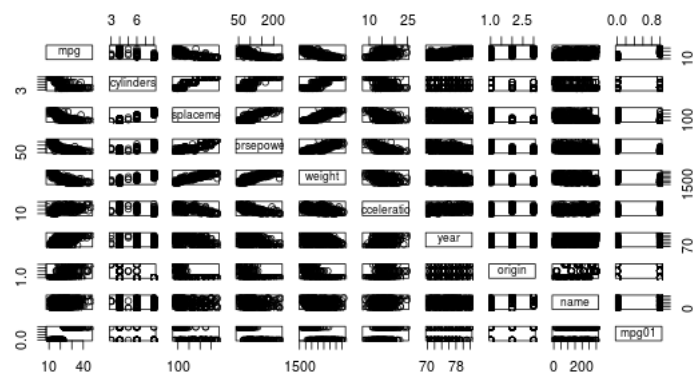 3 6 50 200 10 25 1.0 2.5 0.0 0.8
mpg 10
3 cylinders
splaceme 100
50 orsepowe
weight 1500
10 cceleratio
year 70
1.0 origin
name 0
0.0 mpg01
10 40 100 1500 70 78 0 200